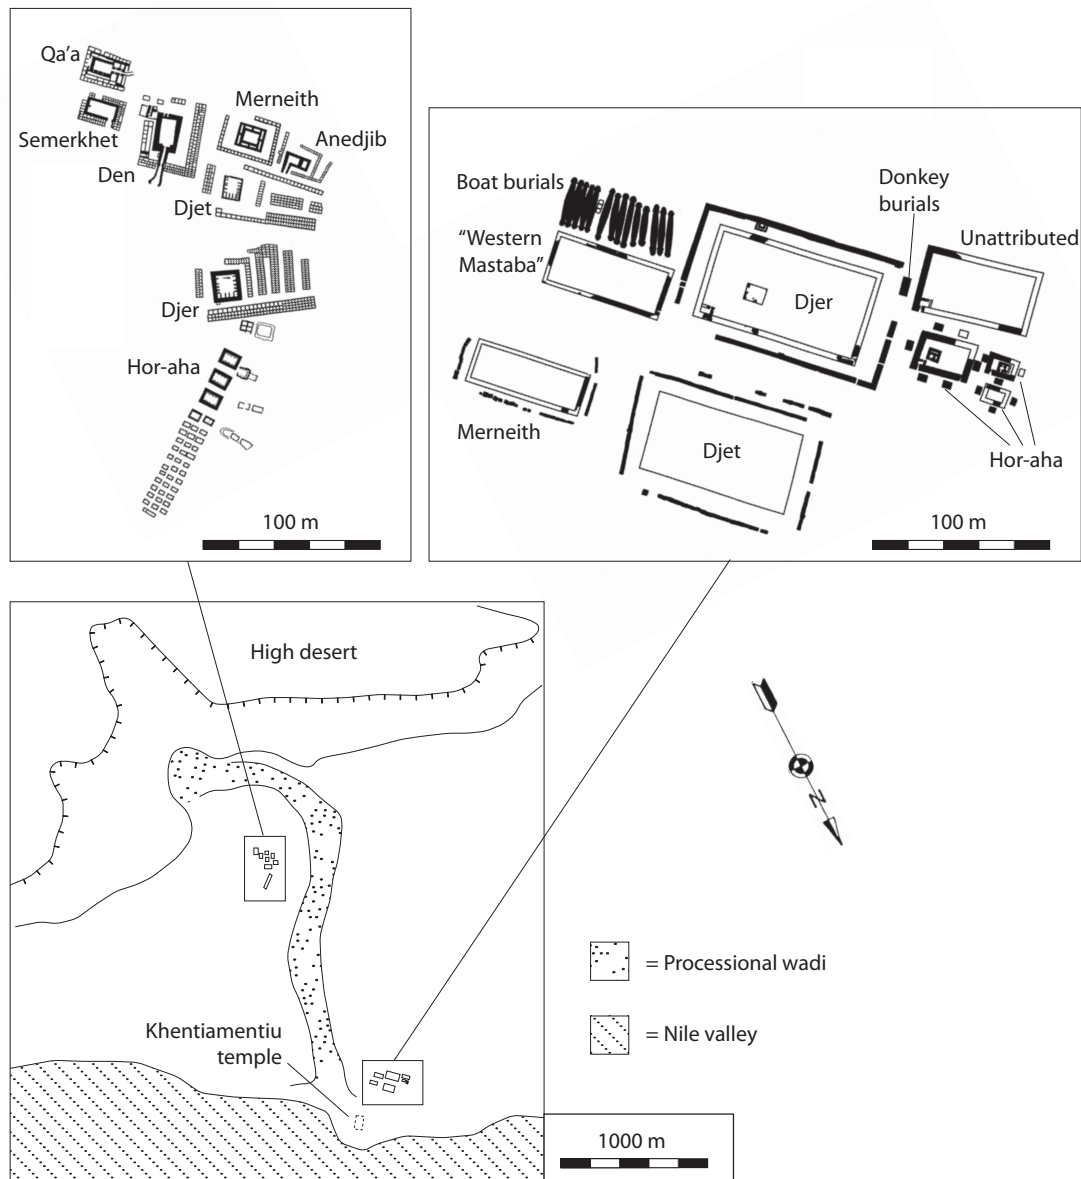 Qa'a
Semerkhet
Den
Merneith
Anedjib
Djet
Djer
Hor-aha
100 m
Boat burials
"Western
Mastaba"
Donkey
burials
Unattributed
Djer
Merneith
Djet
Hor-aha
100 m
High desert
N
= Processional wadi
= Nile valley
Khentiamentiu
temple
1000 m